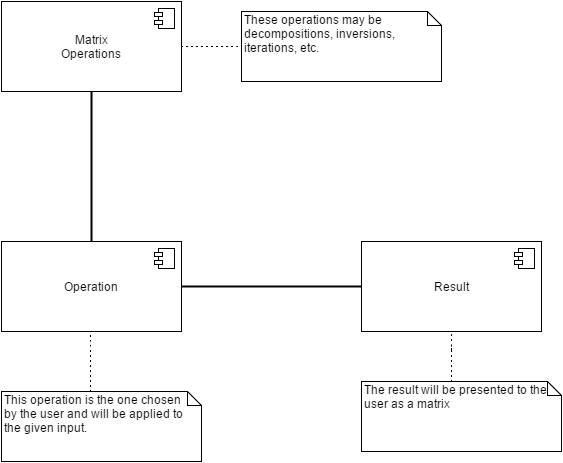 Matrix
Operations
These operations may be
decompositions, inversions,
iterations, etc.
Operation
Result
This operation is the one chosen
by the user and will be applied to
the given input.
The result will be presented to the
user as a matrix